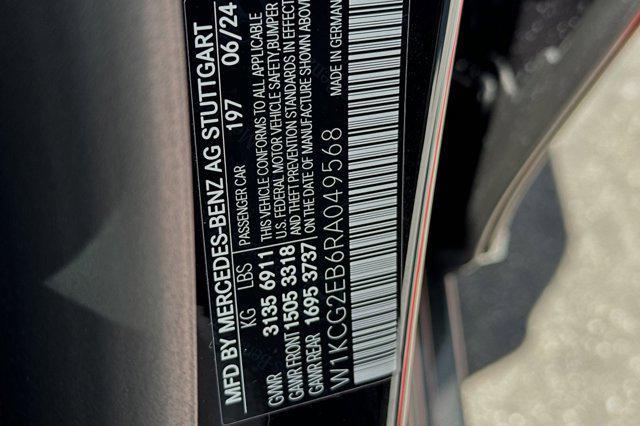 MFD BY MERCEDES-BENZ AG STUTTGART
PASSENGER CAR 197 06/24
KG LBS
GVWR 3135 6911
GAWR FRONT 1505 3318
GAWR REAR 1695 3737
THIS VEHICLE CONFORMS TO ALL APPLICABLE
U.S. FEDERAL MOTOR VEHICLE SAFETY, BUMPER
AND THEFT PREVENTION STANDARDS IN EFFECT
ON THE DATE OF MANUFACTURE SHOWN ABOVE
W1KCG2EB6RA049568
MADE IN GERMANY